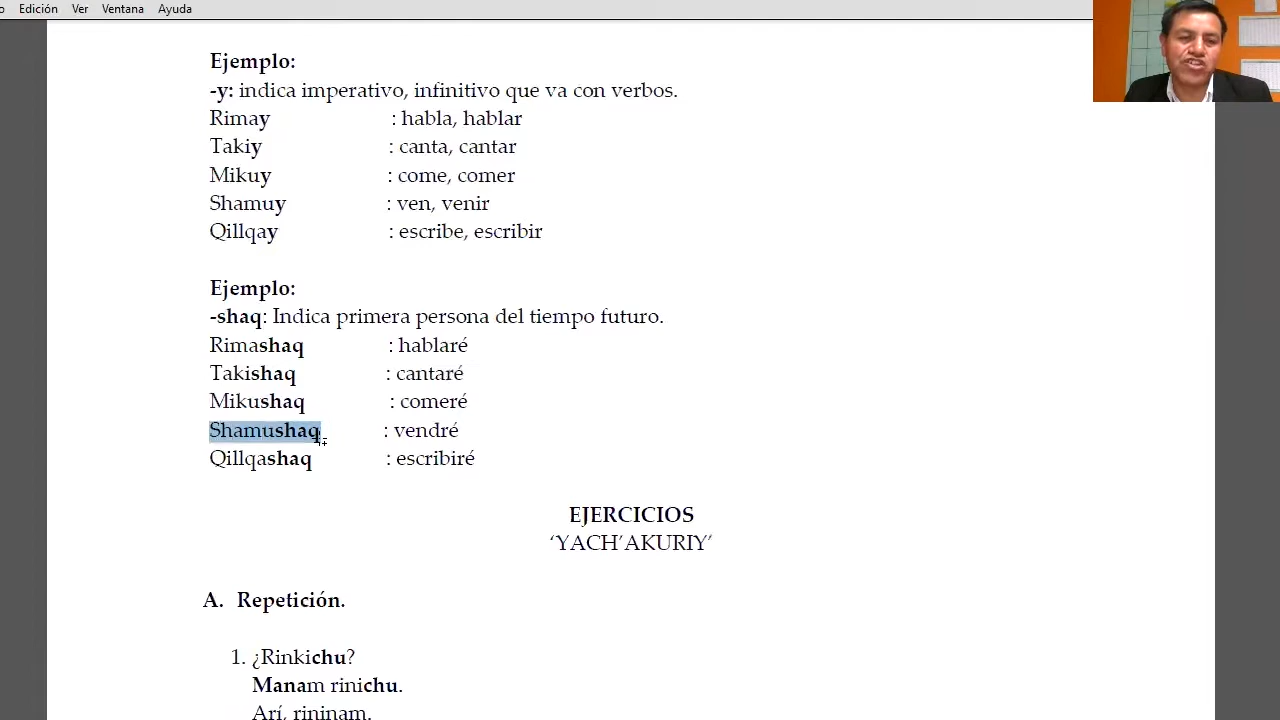 Edición Ver Ventana Ayuda
Ejemplo:
-y: indica imperativo, infinitivo que va con verbos.
Rimay : habla, hablar
Takiy : canta, cantar
Mikuy : come, comer
Shamuy : ven, venir
Qillqay : escribe, escribir
Ejemplo:
-shaq: Indica primera persona del tiempo futuro.
Rimashaq : hablaré
Takishaq : cantaré
Mikushaq : comeré
Shamushaq : vendré
Qillqashaq : escribiré
EJERCICIOS
‘YACH’AKURIY’
A. Repetición.
1. ¿Rinkichu?
Manam rinichu.
Arí, rininam.